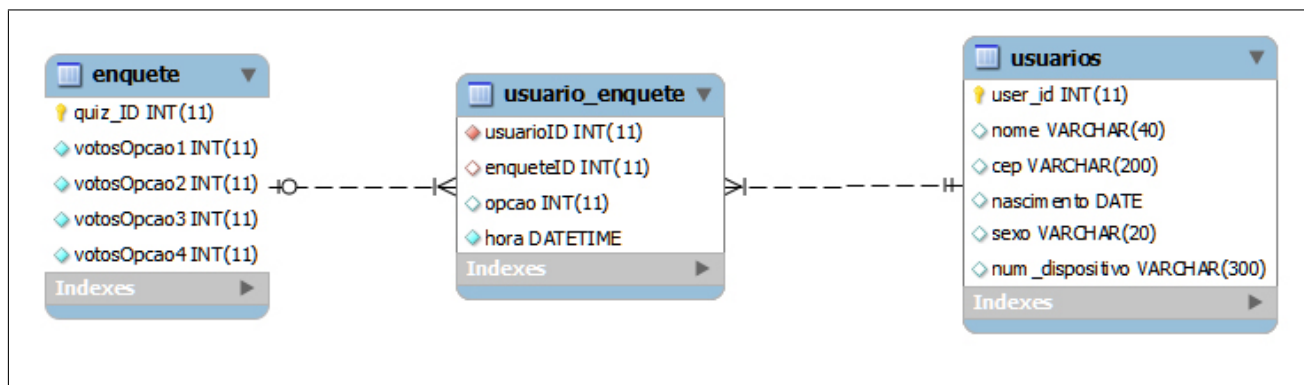 enquete
quiz_ID INT(11)
votosOpcao1 INT(11)
votosOpcao2 INT(11)
votosOpcao3 INT(11)
votosOpcao4 INT(11)
Indexes
usuario_enquete
usuarioID INT(11)
enqueteID INT(11)
opcao INT(11)
hora DATETIME
Indexes
usuarios
user_id INT(11)
nome VARCHAR(40)
cep VARCHAR(200)
nascimento DATE
sexo VARCHAR(20)
num_dispositivo VARCHAR(300)
Indexes